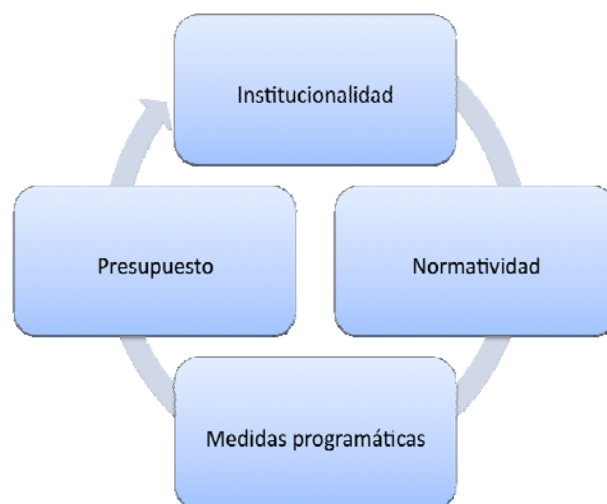 Institucionalidad
Normatividad
Medidas programáticas
Presupuesto